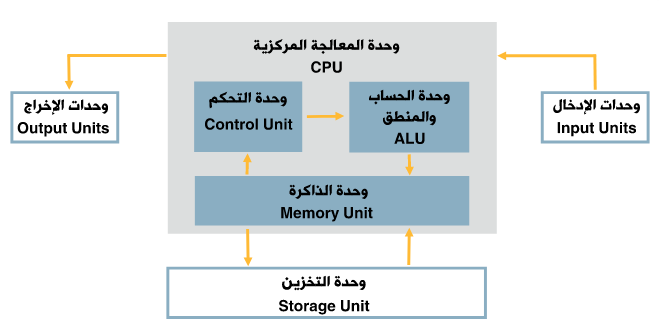 وحدة المعالجة المركزية
CPU
وحدات الإدخال
Input Units
وحدة الحساب
والمنطق
ALU
وحدة التحكم
Control Unit
وحدات الإخراج
Output Units
وحدة الذاكرة
Memory Unit
وحدة التخزين
Storage Unit